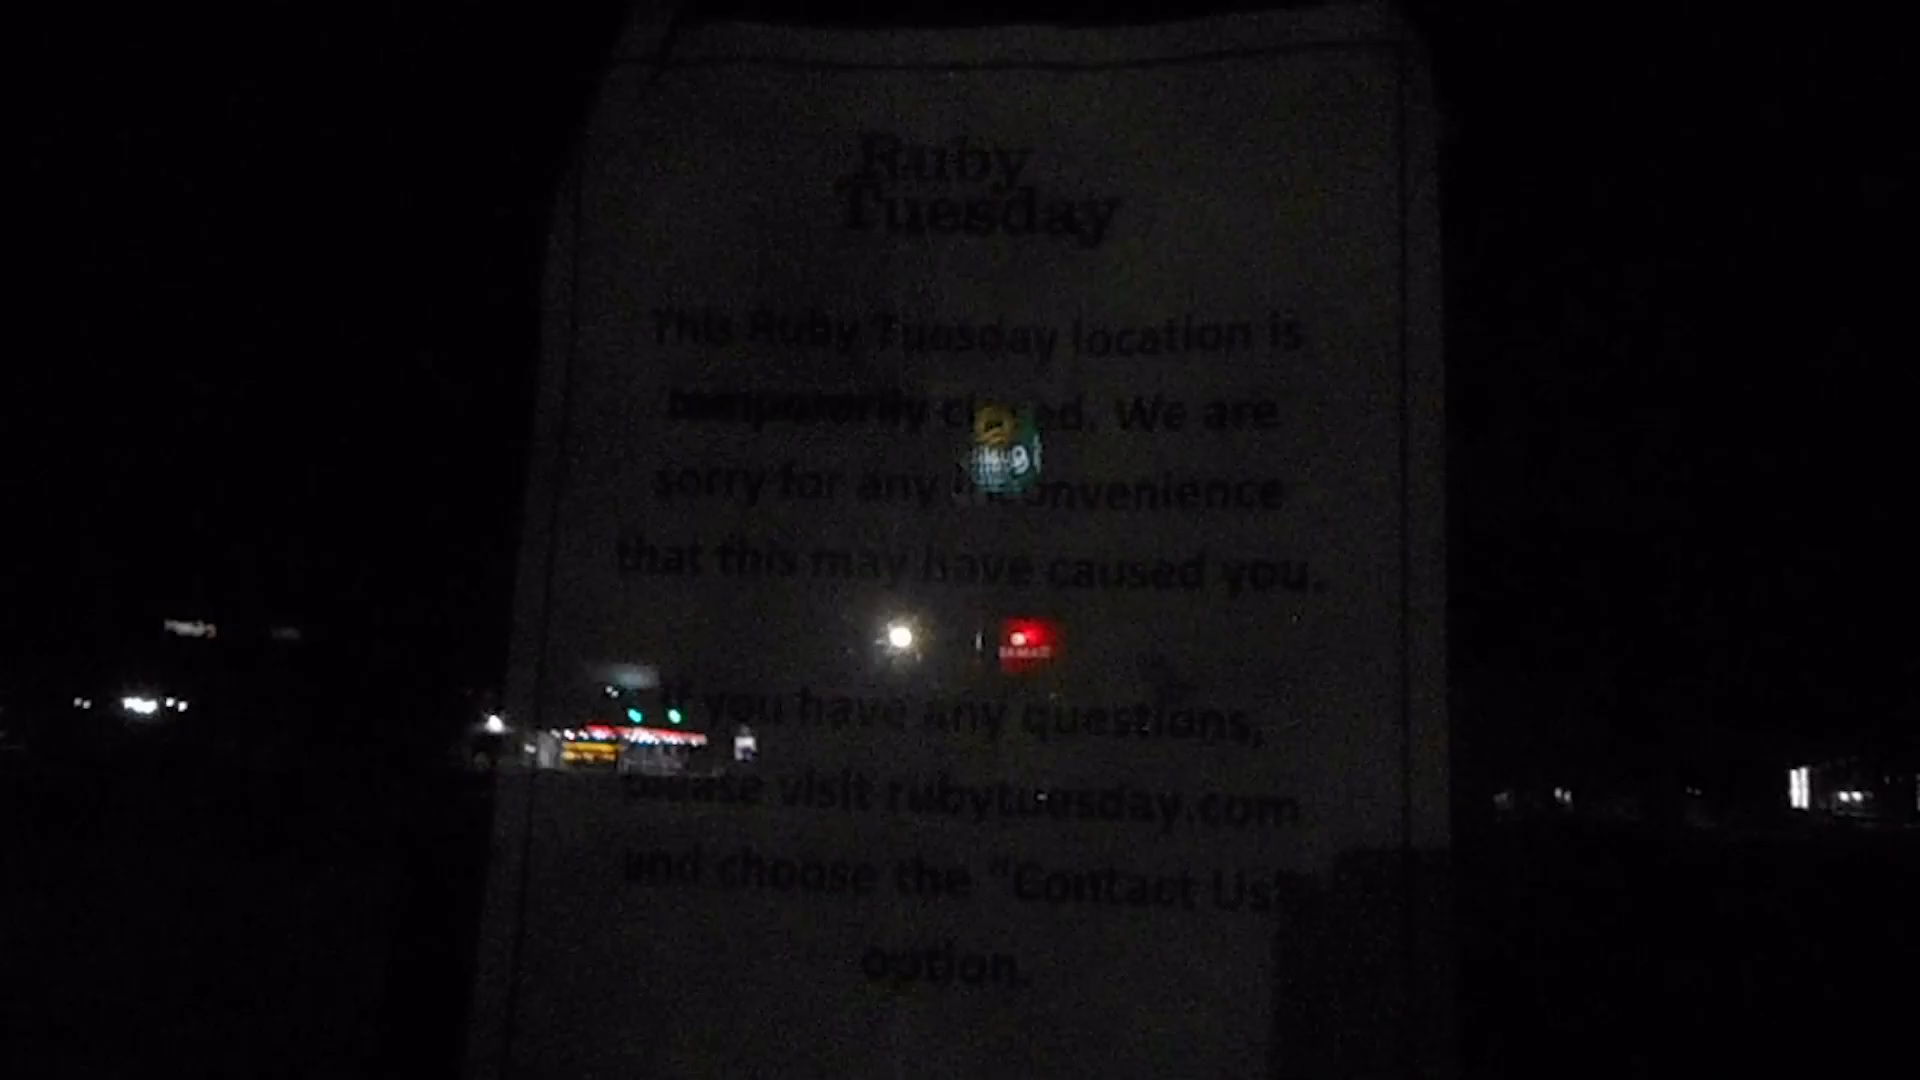 Ruby
Tuesday
This Ruby Tuesday location is
temporarily closed. We are
sorry for any inconvenience
that this may have caused you.
If you have any questions,
please visit rubytuesday.com
and choose the "Contact Us"
option.